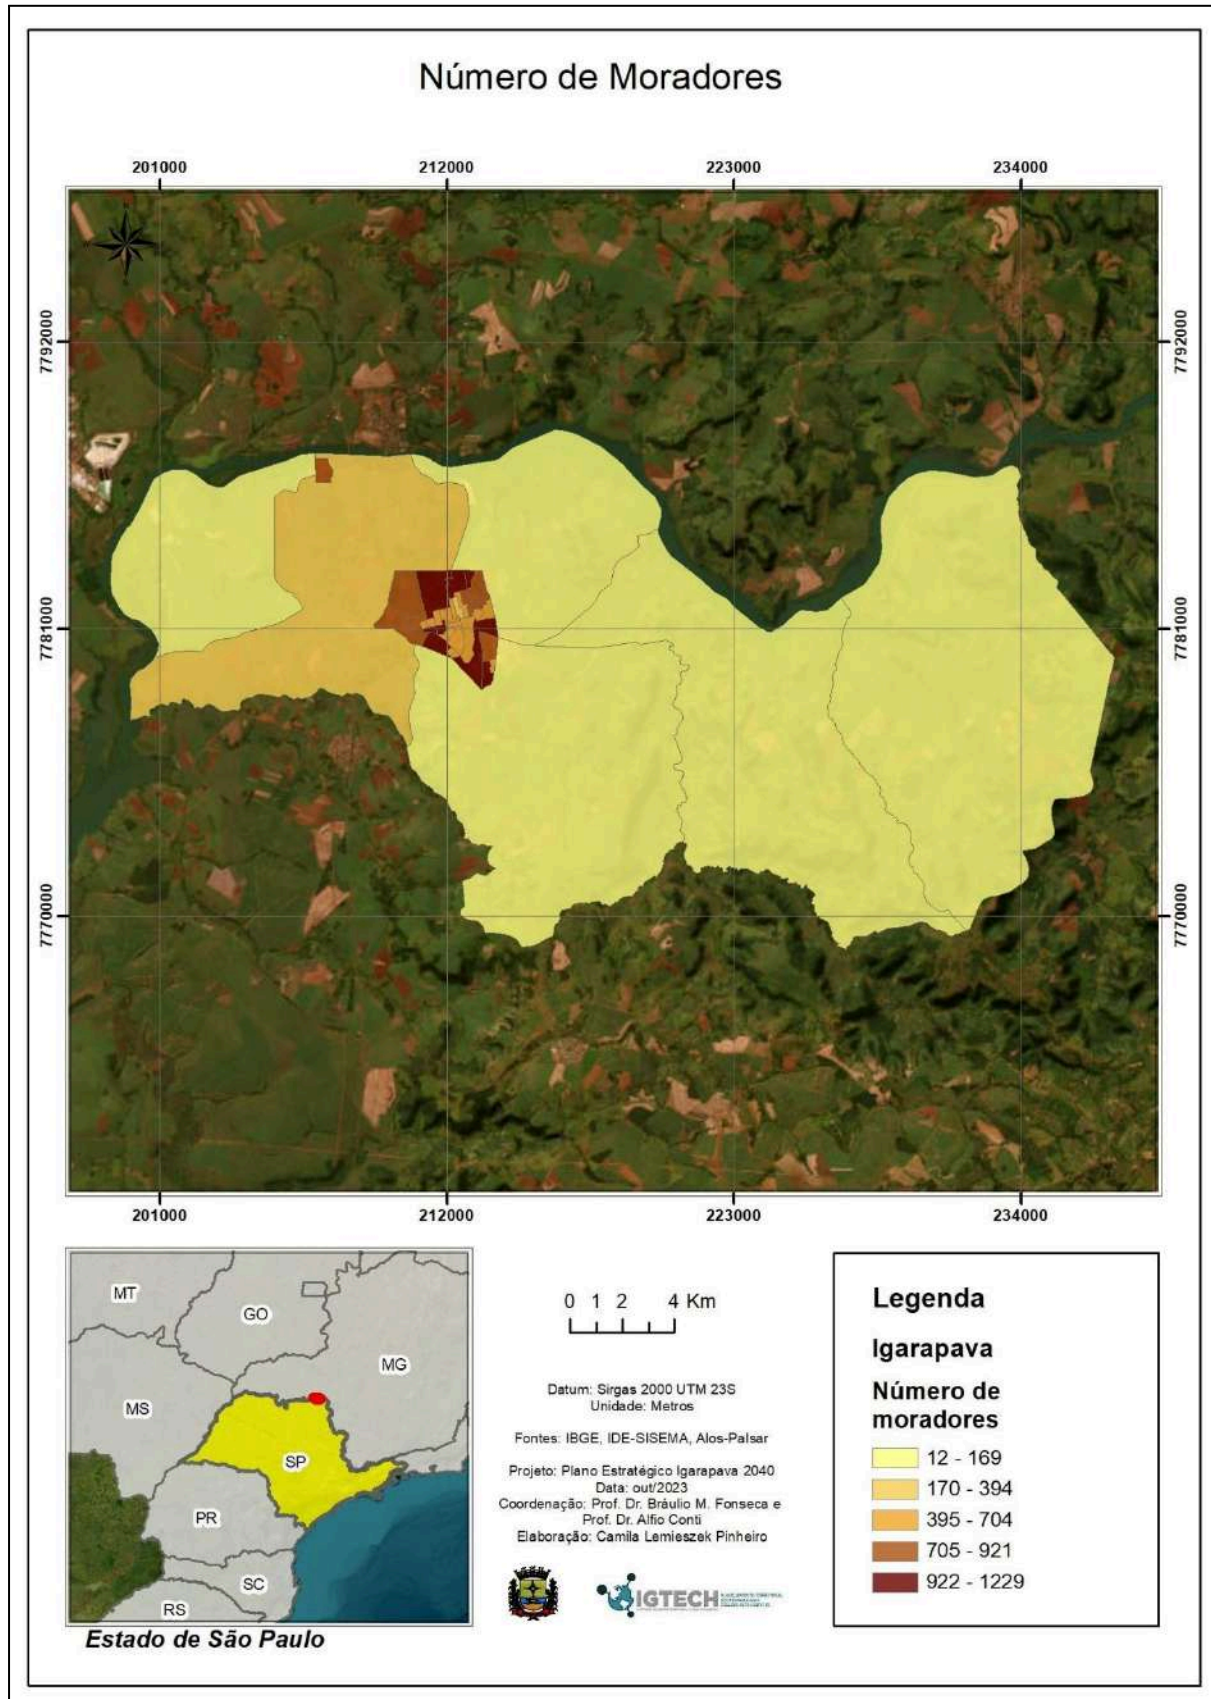 Número de Moradores
201000 212000 223000 234000
7792000 7792000
7781000 7781000
7770000 7770000
201000 212000 223000 234000
MT
GO
MG
MS
SP
PR
SC
RS
Estado de São Paulo
0 1 2 4 Km
Datum: Sirgas 2000 UTM 23S
Unidade: Metros
Fontes: IBGE, IDE-SISEMA, Alos-Palsar
Projeto: Plano Estratégico Igarapava 2040
Data: out/2023
Coordenação: Prof. Dr. Bráulio M. Fonseca e
Prof. Dr. Alfio Conti
Elaboração: Camila Lemieszek Pinheiro
IGTECH
Legenda
Igarapava
Número de
moradores
12 - 169
170 - 394
395 - 704
705 - 921
922 - 1229